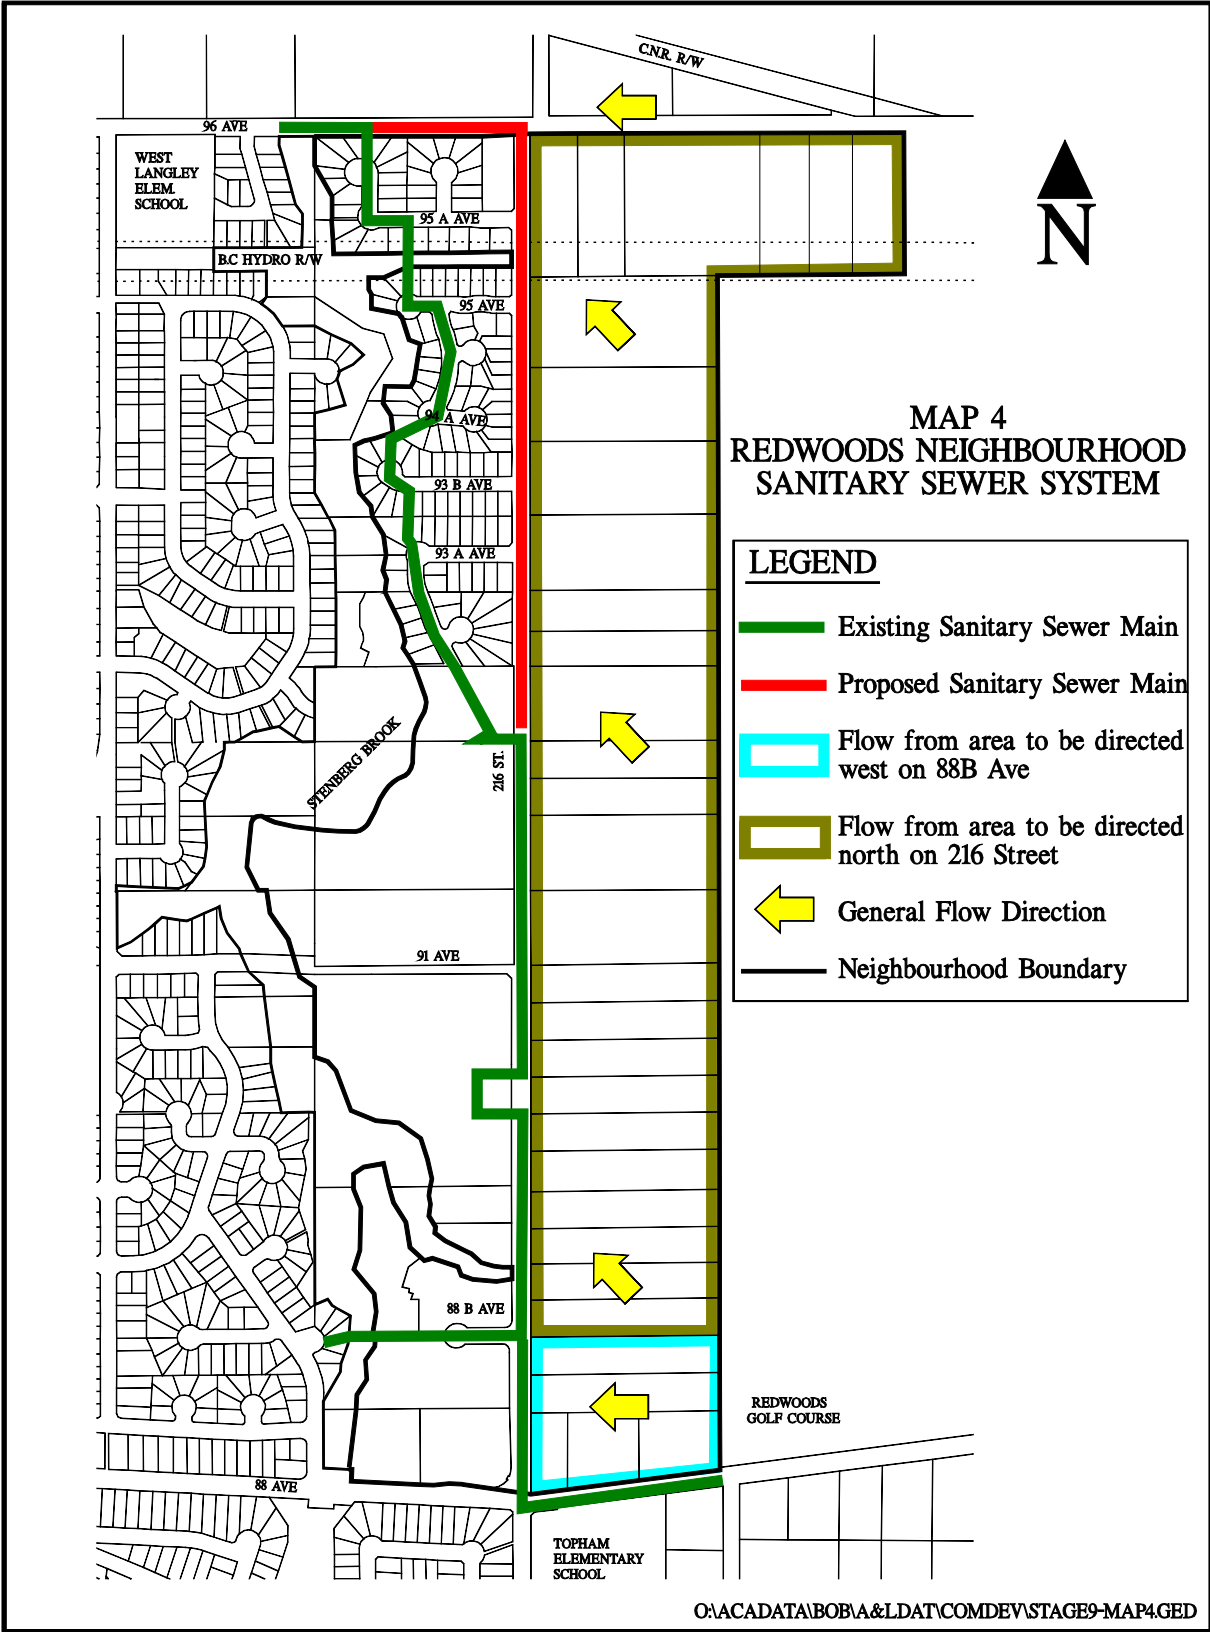 C.N.R. R/W
96 AVE
WEST
LANGLEY
ELEM.
SCHOOL
95 A AVE
B.C HYDRO R/W
N
95 AVE
94 A AVE
MAP 4
REDWOODS NEIGHBOURHOOD
SANITARY SEWER SYSTEM
93 B AVE
93 A AVE
LEGEND
Existing Sanitary Sewer Main
Proposed Sanitary Sewer Main
Flow from area to be directed
west on 88B Ave
Flow from area to be directed
north on 216 Street
General Flow Direction
Neighbourhood Boundary
STENBERG BROOK
216 ST.
91 AVE
88 B AVE
REDWOODS
GOLF COURSE
88 AVE
TOPHAM
ELEMENTARY
SCHOOL
O:\ACADATA\BOB\A&LDAT\COMDEV\STAGE9-MAP4.GED